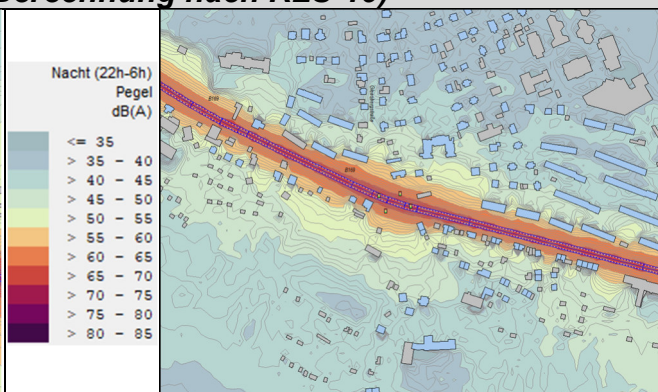 Berechnung nach RLS-19)
Nacht (22h-6h)
Pegel
dB(A)
<= 35
> 35 - 40
> 40 - 45
> 45 - 50
> 50 - 55
> 55 - 60
> 60 - 65
> 65 - 70
> 70 - 75
> 75 - 80
> 80 - 85